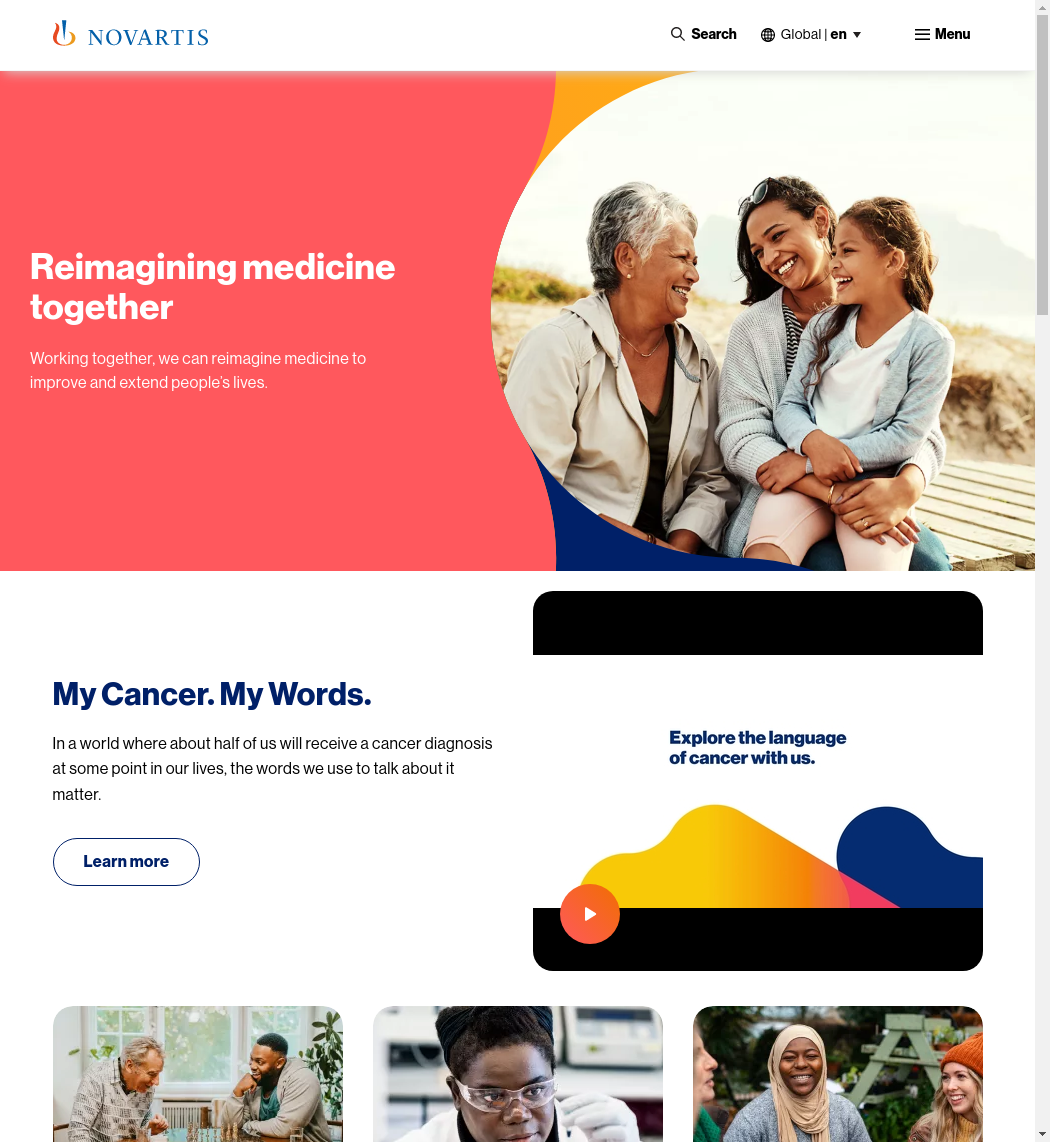 NOVARTIS
Search
Global | en
Menu
Reimagining medicine
together
Working together, we can reimagine medicine to
improve and extend people’s lives.
My Cancer. My Words.
In a world where about half of us will receive a cancer diagnosis
at some point in our lives, the words we use to talk about it
matter.
Learn more
Explore the language
of cancer with us.